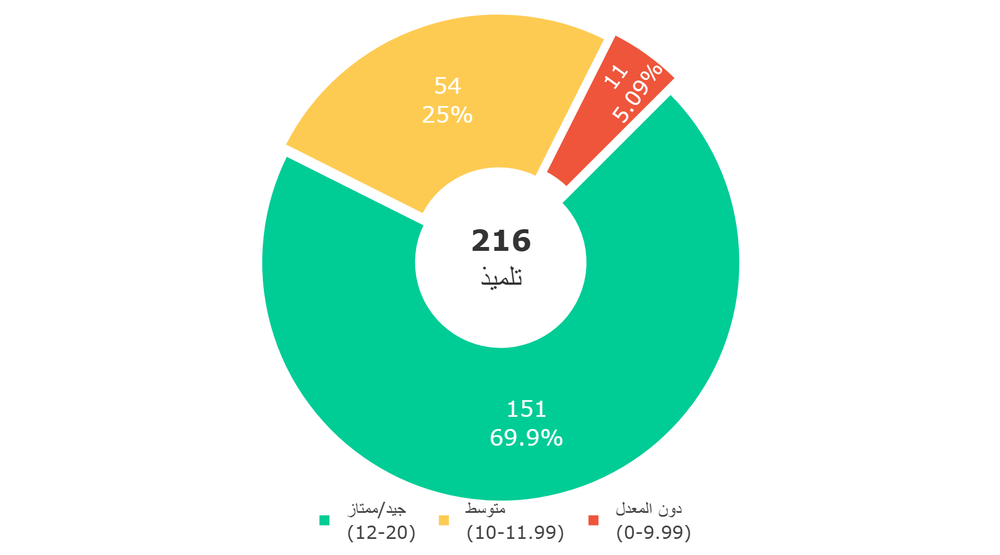 54
25%
11
5.09%
216
تلميذ
151
69.9%
جيد/ممتاز
(12-20)
متوسط
(10-11.99)
دون المعدل
(0-9.99)